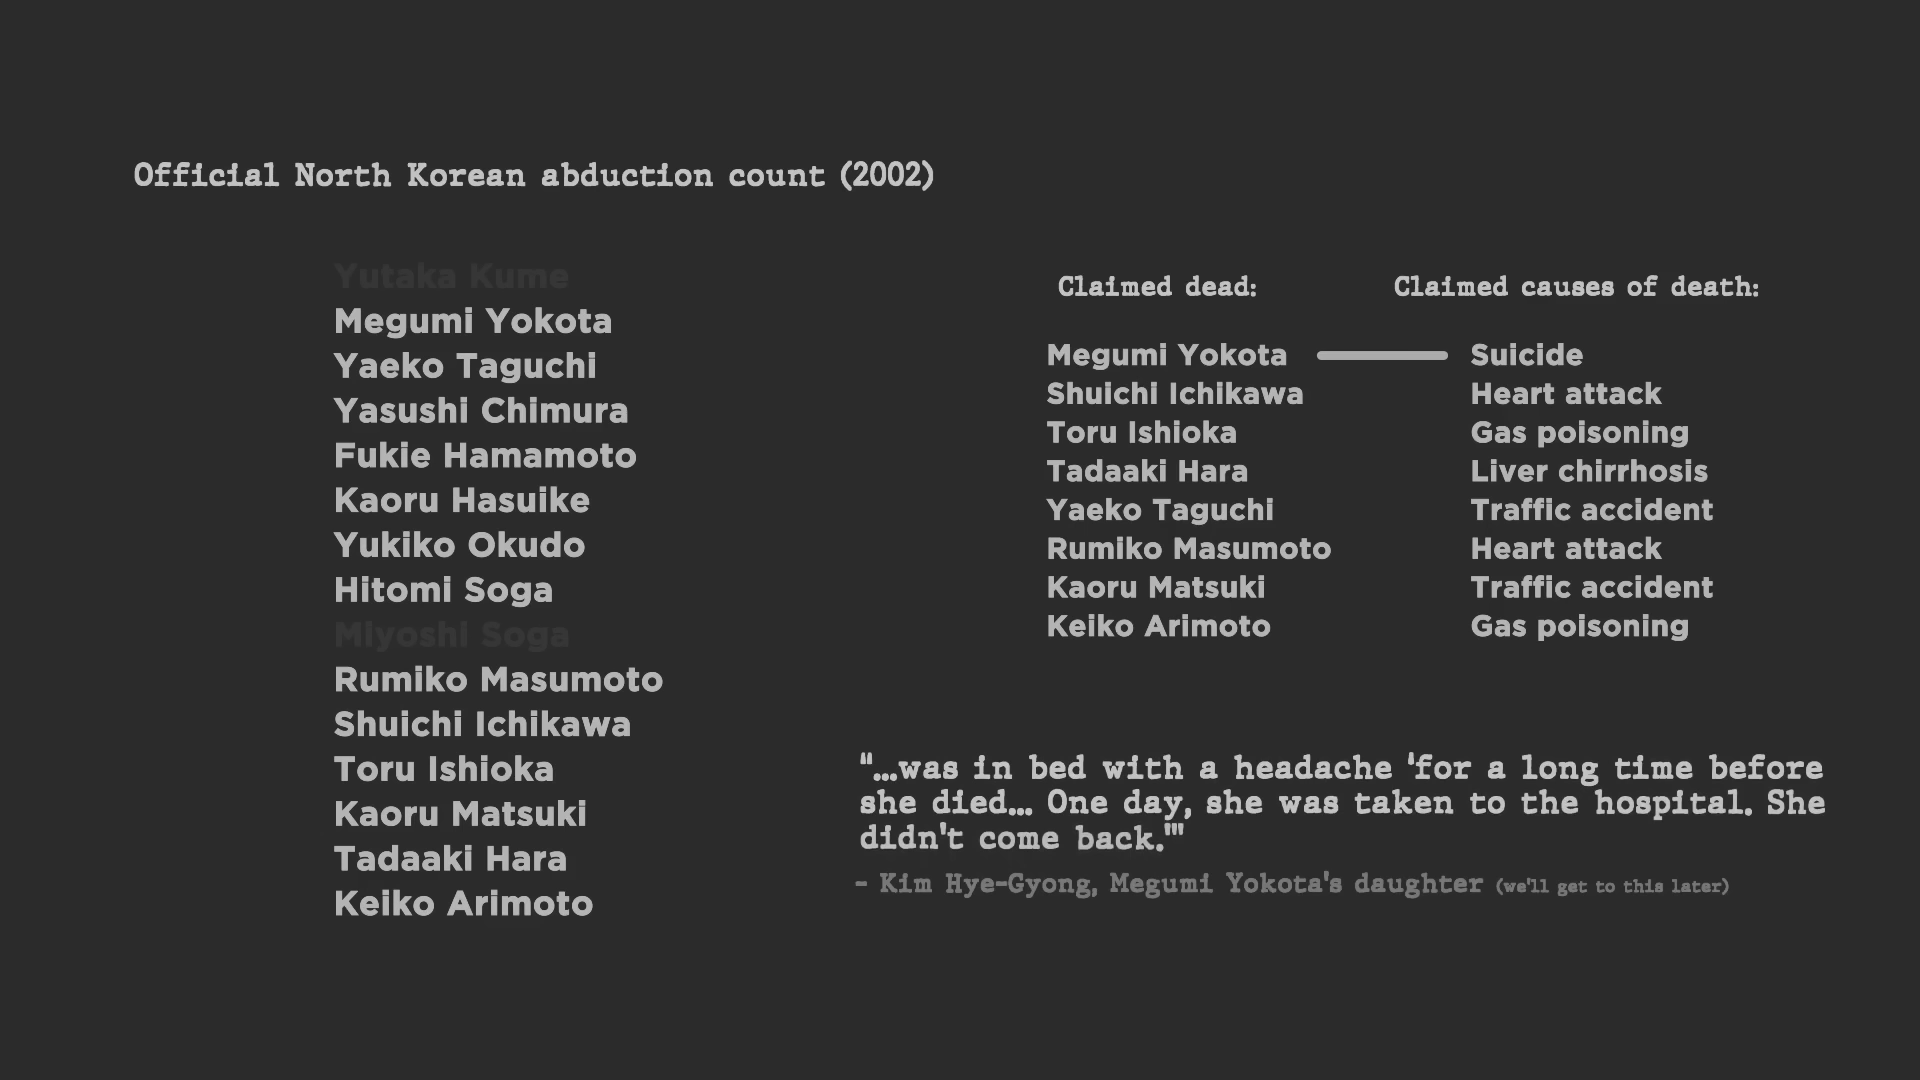 Official North Korean abduction count (2002)
Yutaka Kume
Megumi Yokota
Yaeko Taguchi
Yasushi Chimura
Fukie Hamamoto
Kaoru Hasuike
Yukiko Okudo
Hitomi Soga
Miyoshi Soga
Rumiko Masumoto
Shuichi Ichikawa
Toru Ishioka
Kaoru Matsuki
Tadaaki Hara
Keiko Arimoto
Claimed dead: Claimed causes of death:
Megumi Yokota Suicide
Shuichi Ichikawa Heart attack
Toru Ishioka Gas poisoning
Tadaaki Hara Liver chirrhosis
Yaeko Taguchi Traffic accident
Rumiko Masumoto Heart attack
Kaoru Matsuki Traffic accident
Keiko Arimoto Gas poisoning
"...was in bed with a headache 'for a long time before
she died... One day, she was taken to the hospital. She
didn't come back.'"
- Kim Hye-Gyong, Megumi Yokota's daughter (we'll get to this later)